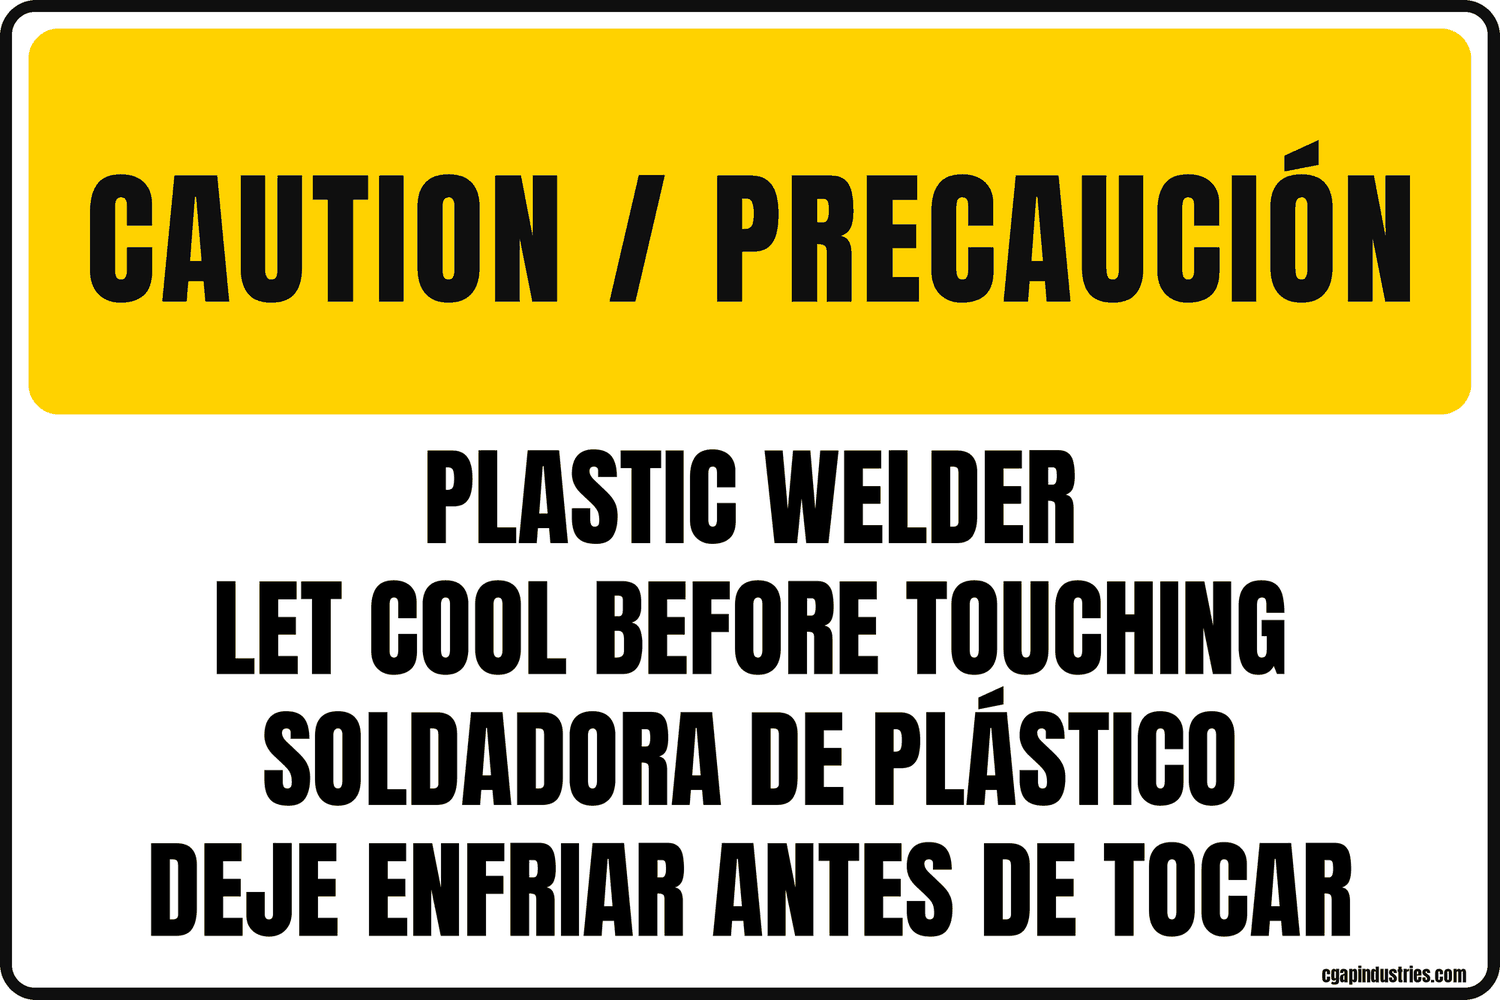 CAUTION / PRECAUCIÓN
PLASTIC WELDER
LET COOL BEFORE TOUCHING
SOLDADORA DE PLÁSTICO
DEJE ENFRIAR ANTES DE TOCAR
cgapindustries.com